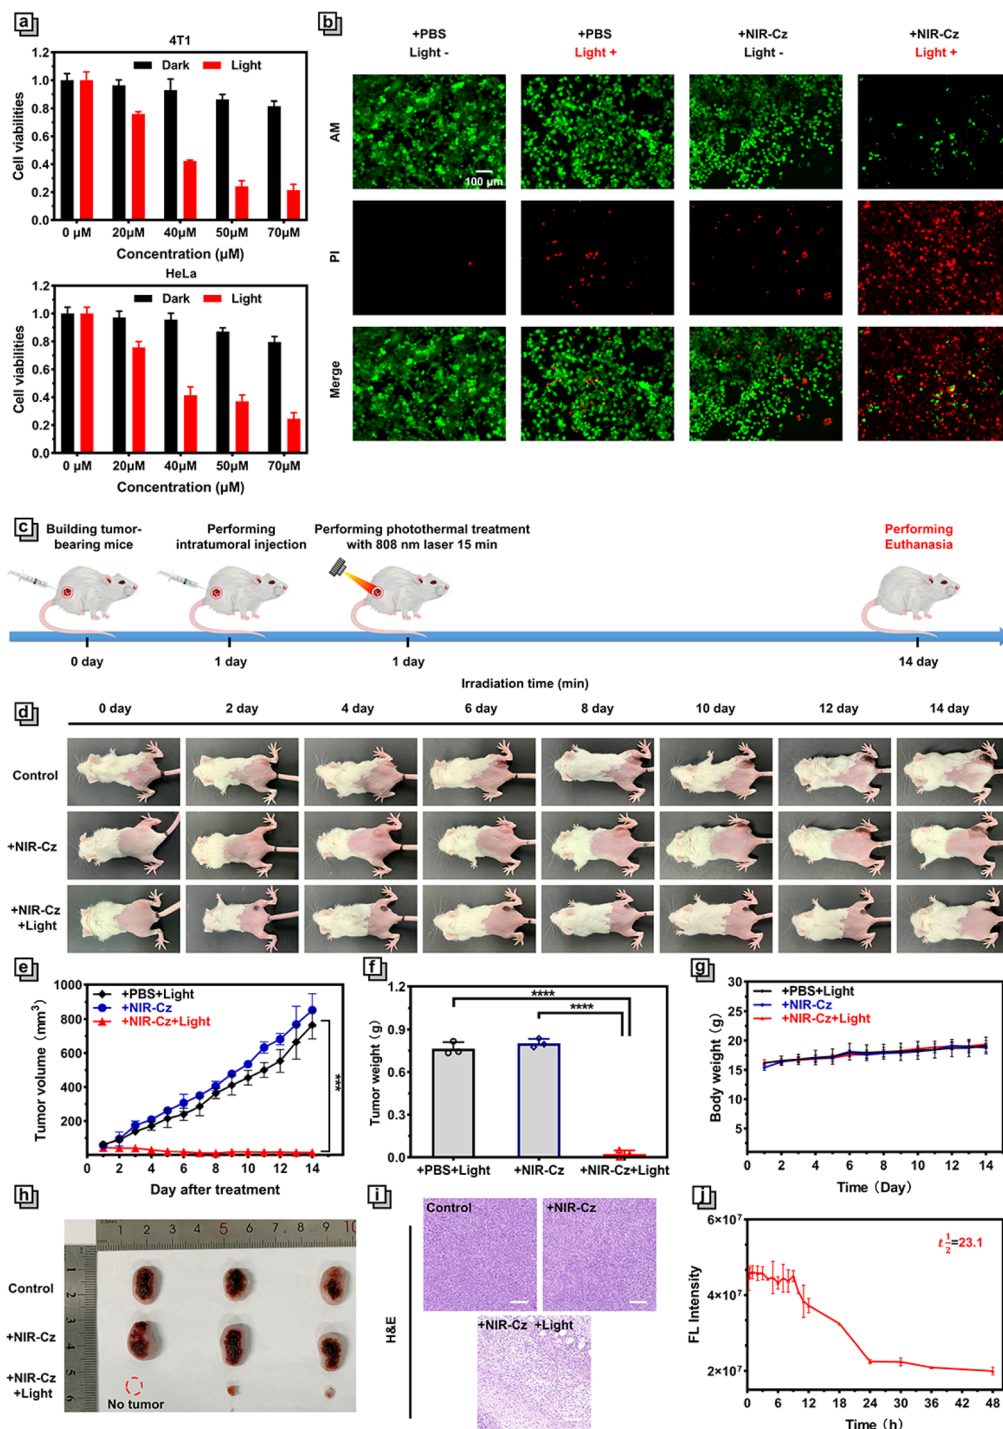 a
4T1
Dark
Light
Cell viabilities
1.2
1.0
0.8
0.6
0.4
0.2
0.0
0 µM
20µM
40µM
50µM
70µM
Concentration (µM)
HeLa
Dark
Light
Cell viabilities
1.2
1.0
0.8
0.6
0.4
0.2
0.0
0 µM
20µM
40µM
50µM
70µM
Concentration (µM)
b
+PBS
Light -
+PBS
Light +
+NIR-Cz
Light -
+NIR-Cz
Light +
AM
100 µm
PI
Merge
c
Building tumor-
bearing mice
Performing
intratumoral injection
Performing photothermal treatment
with 808 nm laser 15 min
Performing
Euthanasia
0 day
1 day
1 day
14 day
Irradiation time (min)
d
0 day
2 day
4 day
6 day
8 day
10 day
12 day
14 day
Control
+NIR-Cz
+NIR-Cz
+Light
e
+PBS+Light
+NIR-Cz
+NIR-Cz+Light
Tumor volume (mm³)
1000
800
600
400
200
0
2
4
6
8
10
12
14
***
Day after treatment
f
Tumor weight (g)
1.2
0.9
0.6
0.3
0.0
****
****
+PBS+Light
+NIR-Cz
+NIR-Cz+Light
g
+PBS+Light
+NIR-Cz
+NIR-Cz+Light
Body weight (g)
30
25
20
15
10
5
0
2
4
6
8
10
12
14
Time (Day)
h
1
2
3
4
5
6
7
8
9
10
1
2
3
4
5
6
Control
+NIR-Cz
+NIR-Cz
+Light
No tumor
i
H&E
Control
+NIR-Cz
+NIR-Cz +Light
j
FL Intensity
6×10⁷
4×10⁷
2×10⁷
t 1/2=23.1
0
6
12
18
24
30
36
42
48
Time (h)